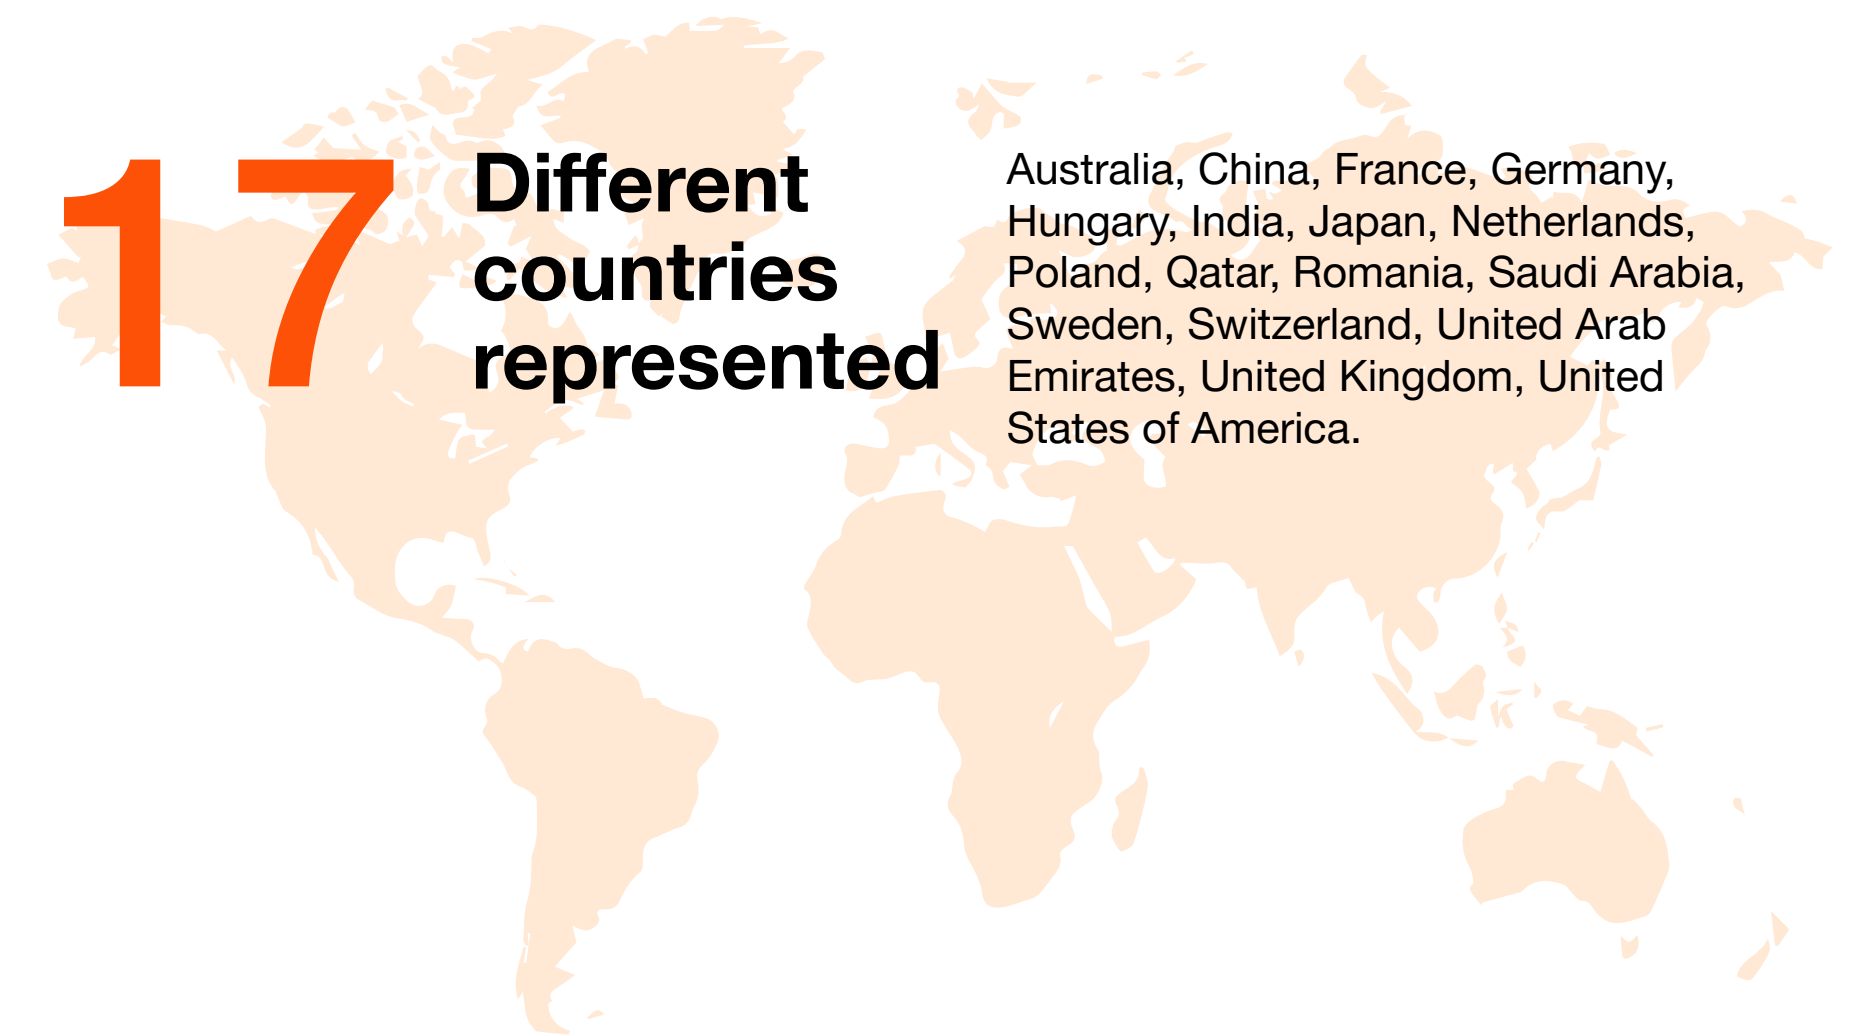 17
Different
countries
represented
Australia, China, France, Germany,
Hungary, India, Japan, Netherlands,
Poland, Qatar, Romania, Saudi Arabia,
Sweden, Switzerland, United Arab
Emirates, United Kingdom, United
States of America.